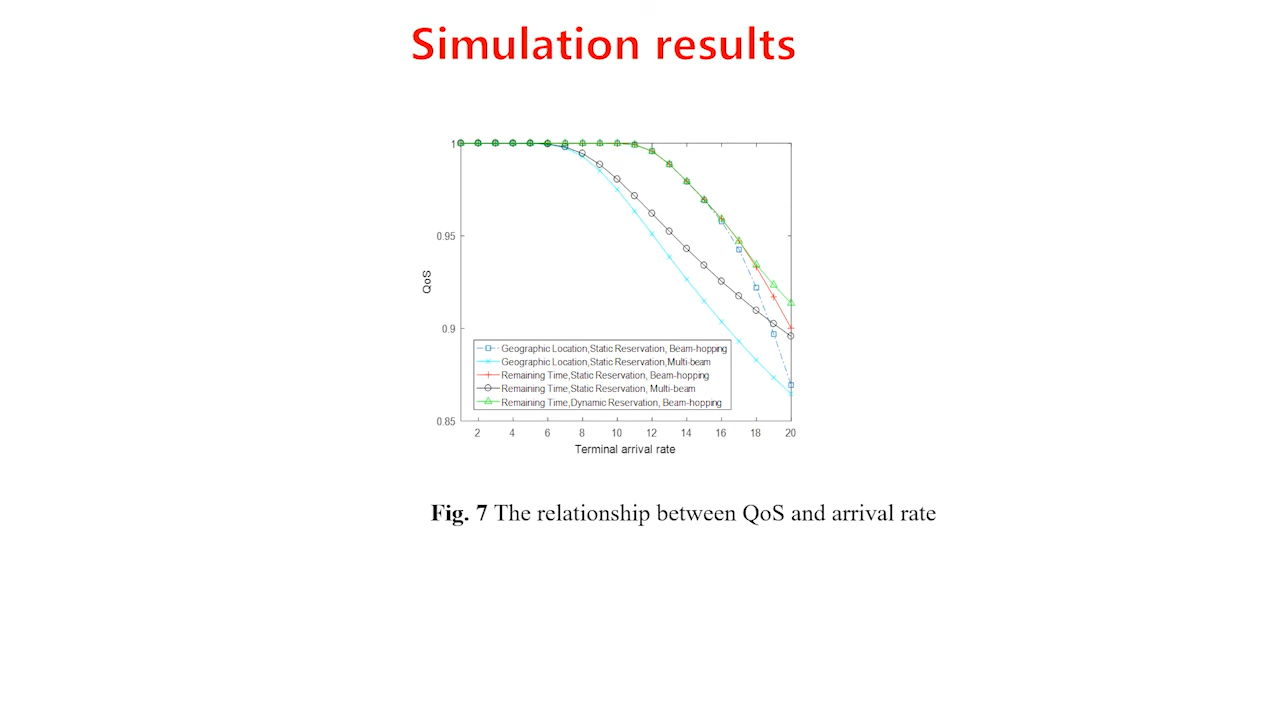 Simulation results
1
0.95
0.9
0.85
QoS
Geographic Location,Static Reservation, Beam-hopping
Geographic Location,Static Reservation,Multi-beam
Remaining Time,Static Reservation, Beam-hopping
Remaining Time,Static Reservation, Multi-beam
Remaining Time,Dynamic Reservation, Beam-hopping
2 4 6 8 10 12 14 16 18 20
Terminal arrival rate
Fig. 7 The relationship between QoS and arrival rate